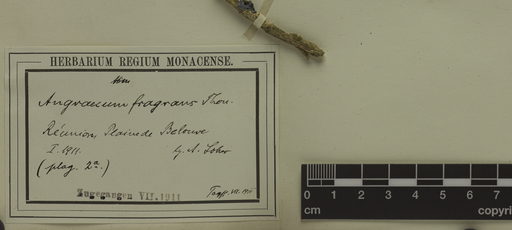 HERBARIUM REGIUM MONACENSE.
Angraecum fragrans Thou.
Réunion, Plaine de Belouve
I. 1911.
(plag. 2a.)
Zugegangen VII.1911
0 1 2 3 4 5 6 7
cm
copyri